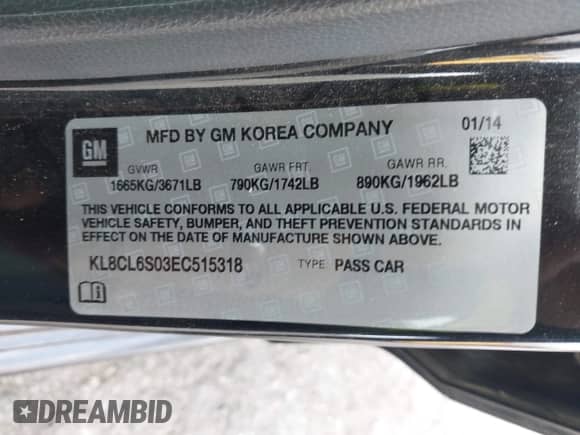 GM
MFD BY GM KOREA COMPANY
01/14
GVWR
GAWR FRT.
GAWR RR.
1665KG/3671LB
790KG/1742LB
890KG/1962LB
THIS VEHICLE CONFORMS TO ALL APPLICABLE U.S. FEDERAL MOTOR
VEHICLE SAFETY, BUMPER, AND THEFT PREVENTION STANDARDS IN
EFFECT ON THE DATE OF MANUFACTURE SHOWN ABOVE.
KL8CL6S03EC515318
TYPE: PASS CAR
DREAMBID